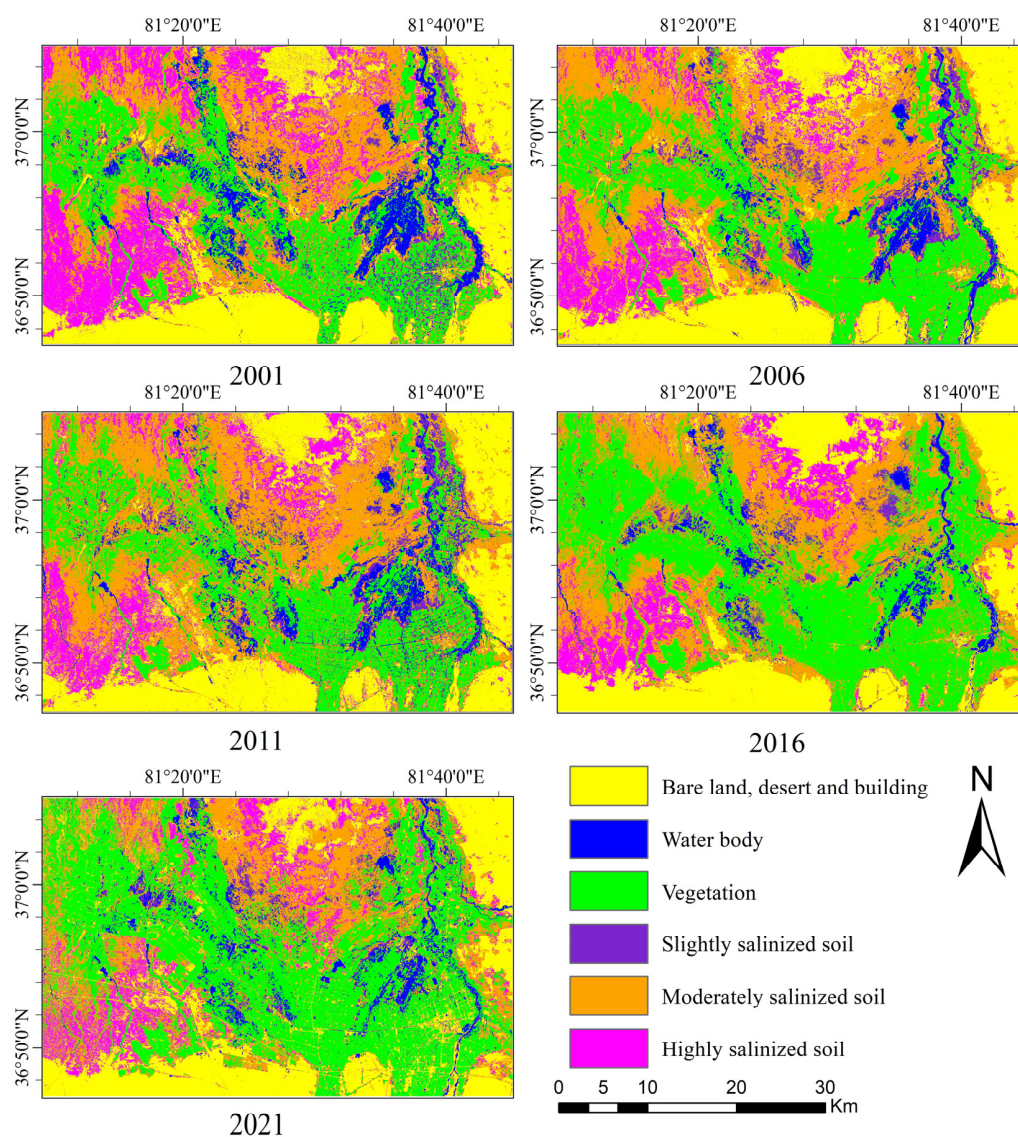 81°20'0"E 81°40'0"E 81°20'0"E 81°40'0"E
37°0'0"N 37°0'0"N
36°50'0"N 36°50'0"N
2001 2006
81°20'0"E 81°40'0"E 81°20'0"E 81°40'0"E
37°0'0"N 37°0'0"N
36°50'0"N 36°50'0"N
2011 2016
81°20'0"E 81°40'0"E
37°0'0"N
36°50'0"N
2021
Bare land, desert and building
Water body
Vegetation
Slightly salinized soil
Moderately salinized soil
Highly salinized soil
N
0 5 10 20 30
Km